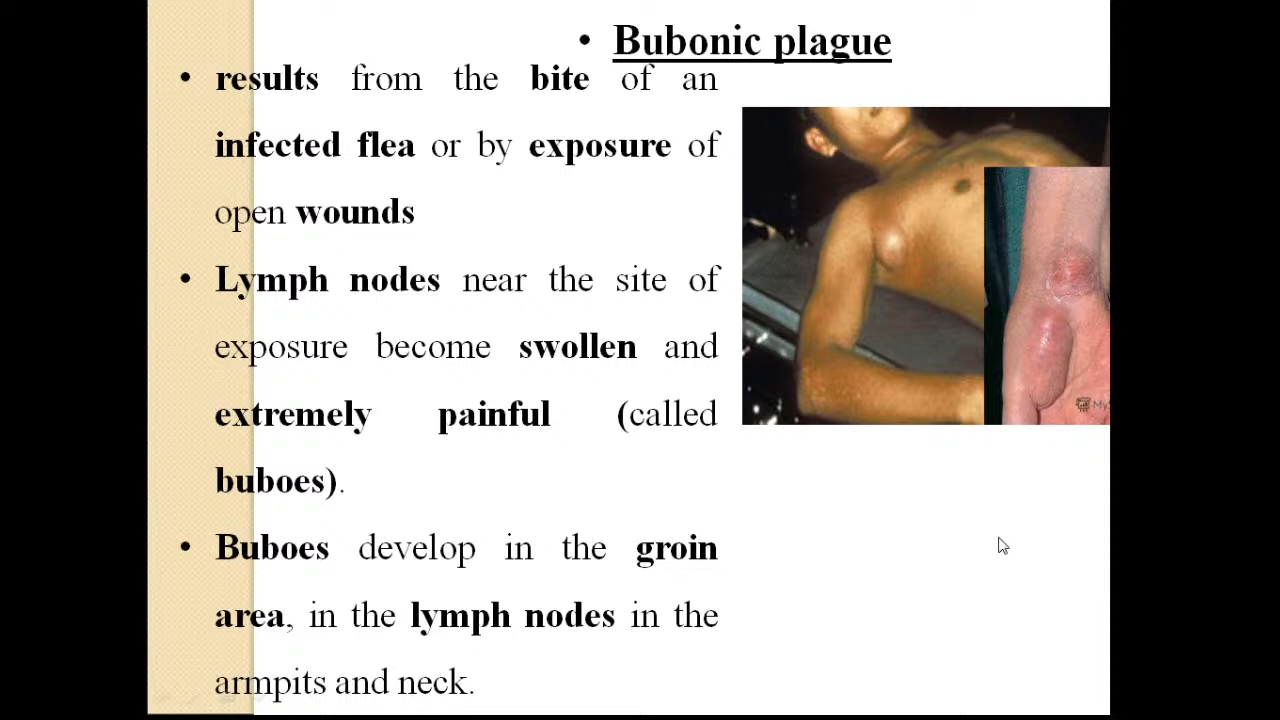 • Bubonic plague
• results from the bite of an
infected flea or by exposure of
open wounds
• Lymph nodes near the site of
exposure become swollen and
extremely painful (called
buboes).
• Buboes develop in the groin
area, in the lymph nodes in the
armpits and neck.
My